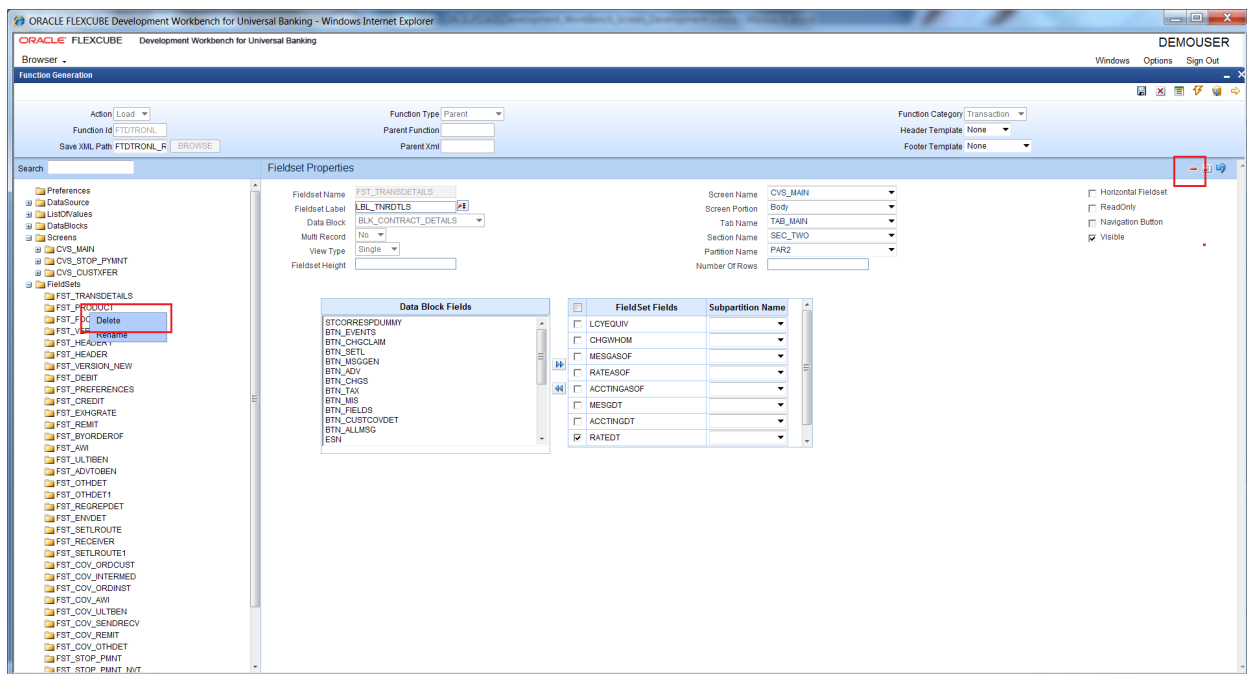 ORACLE FLEXCUBE Development Workbench for Universal Banking - Windows Internet Explorer
ORACLE FLEXCUBE Development Workbench for Universal Banking
DEMOUSER
Browser
Windows Options Sign Out
Function Generation
Action Load
Function Type Parent
Function Category Transaction
Function Id FTDTRONL
Parent Function
Header Template None
Save XML Path FTDTRONL_R BROWSE
Parent Xml
Footer Template None
Search
Fieldset Properties
Preferences
DataSource
ListOfValues
DataBlocks
Screens
CVS_MAIN
CVS_STOP_PYMNT
CVS_CUSTXFER
FieldSets
FST_TRANSDETAILS
FST_PRODUCT
Delete
Rename
FST_HEADER1
FST_HEADER
FST_VERSION_NEW
FST_DEBIT
FST_PREFERENCES
FST_CREDIT
FST_EXHGRATE
FST_REMIT
FST_BYORDEROF
FST_AWI
FST_ULTIBEN
FST_ADVTOBEN
FST_OTHDET
FST_OTHDET1
FST_REGREPDET
FST_ENVDET
FST_SETLROUTE
FST_RECEIVER
FST_SETLROUTE1
FST_COV_ORDCUST
FST_COV_INTERMED
FST_COV_ORDINST
FST_COV_AWI
FST_COV_ULTBEN
FST_COV_SENDRECV
FST_COV_REMIT
FST_COV_OTHDET
FST_STOP_PMNT
FST_STOP_PMNT_NVT
Fieldset Name FST_TRANSDETAILS
Fieldset Label LBL_TNRDTLS
Data Block BLK_CONTRACT_DETAILS
Multi Record No
View Type Single
Fieldset Height
Screen Name CVS_MAIN
Screen Portion Body
Tab Name TAB_MAIN
Section Name SEC_TWO
Partition Name PAR2
Number Of Rows
Horizontal Fieldset
ReadOnly
Navigation Button
Visible
Data Block Fields
STCORRESPDUMMY
BTN_EVENTS
BTN_CHGCLAIM
BTN_SETL
BTN_MSGGEN
BTN_ADV
BTN_CHGS
BTN_TAX
BTN_MIS
BTN_FIELDS
BTN_CUSTCOVDET
BTN_ALLMSG
ESN
FieldSet Fields Subpartition Name
LCYEQUIV
CHGWHOM
MESGASOF
RATEASOF
ACCTINGASOF
MESGDT
ACCTINGDT
RATEDT